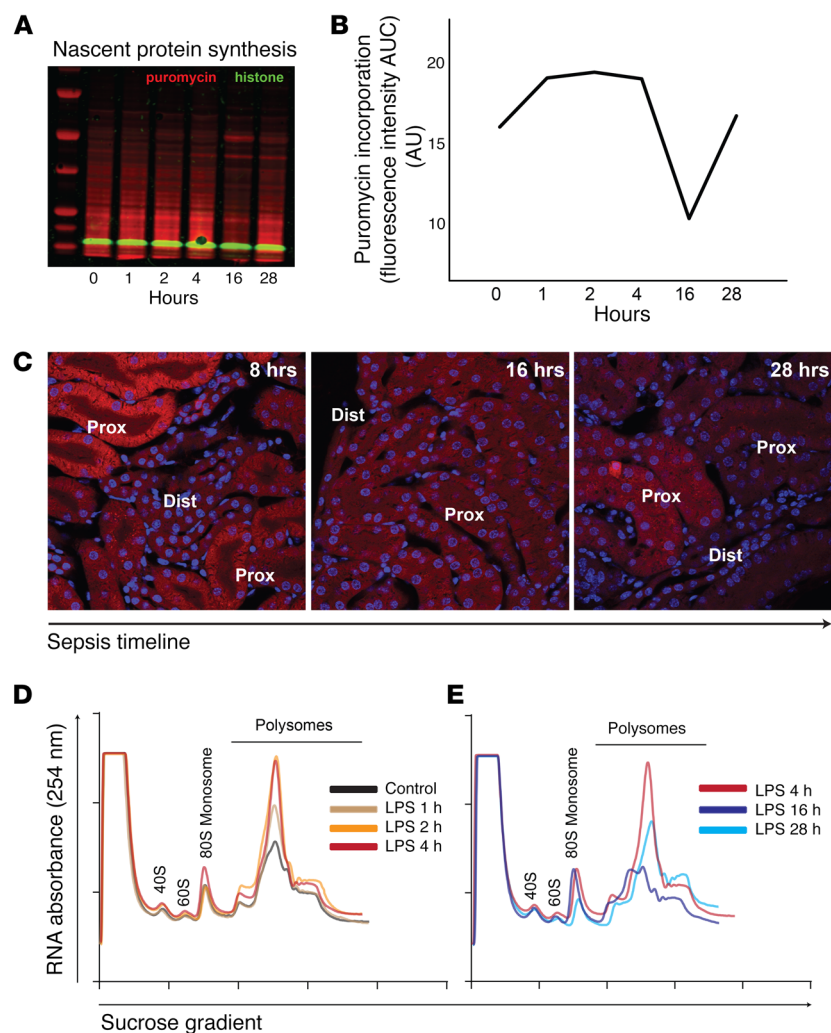 A
Nascent protein synthesis
puromycin histone
0 1 2 4 16 28
Hours
B
Puromycin incorporation
(fluorescence intensity AUC)
(AU)
20
15
10
0 1 2 4 16 28
Hours
C
8 hrs
Prox
Dist
Prox
16 hrs
Dist
Prox
28 hrs
Prox
Prox
Dist
Sepsis timeline
D
RNA absorbance (254 nm)
40S
60S
80S Monosome
Polysomes
Control
LPS 1 h
LPS 2 h
LPS 4 h
E
40S
60S
80S Monosome
Polysomes
LPS 4 h
LPS 16 h
LPS 28 h
Sucrose gradient